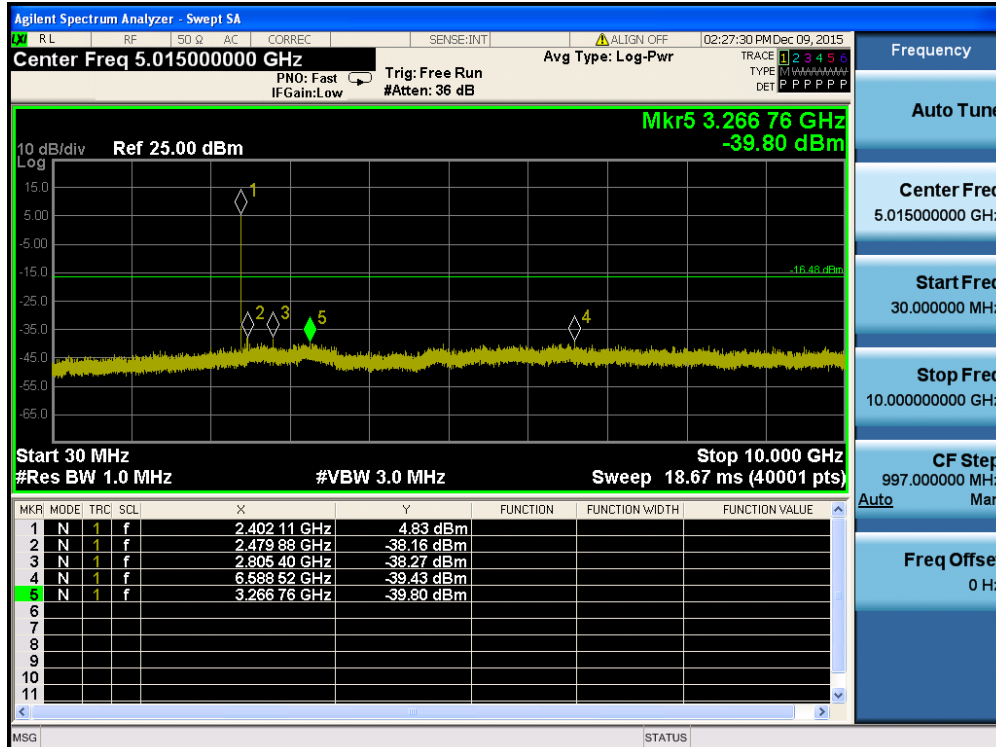 Agilent Spectrum Analyzer - Swept SA
LXI RL RF 50 Ω AC CORREC SENSE:INT ALIGN OFF 02:27:30 PM Dec 09, 2015
Center Freq 5.015000000 GHz
PNO: Fast
IFGain:Low
Trig: Free Run
#Atten: 36 dB
Avg Type: Log-Pwr
TRACE 1 2 3 4 5 6
TYPE M
DET P P P P P P
Mkr5 3.266 76 GHz
-39.80 dBm
10 dB/div Ref 25.00 dBm
Log
15.0
5.00
-5.00
-15.0
-25.0
-35.0
-45.0
-55.0
-65.0
-16.48 dBm
1
2
3
5
4
Start 30 MHz Stop 10.000 GHz
#Res BW 1.0 MHz #VBW 3.0 MHz Sweep 18.67 ms (40001 pts)
MKR MODE TRC SCL X Y FUNCTION FUNCTION WIDTH FUNCTION VALUE
1 N 1 f 2.402 11 GHz 4.83 dBm
2 N 1 f 2.479 88 GHz -38.16 dBm
3 N 1 f 2.805 40 GHz -38.27 dBm
4 N 1 f 6.588 52 GHz -39.43 dBm
5 N 1 f 3.266 76 GHz -39.80 dBm
6
7
8
9
10
11
MSG STATUS
Frequency
Auto Tune
Center Freq
5.015000000 GHz
Start Freq
30.000000 MHz
Stop Freq
10.000000000 GHz
CF Step
997.000000 MHz
Auto Man
Freq Offset
0 Hz